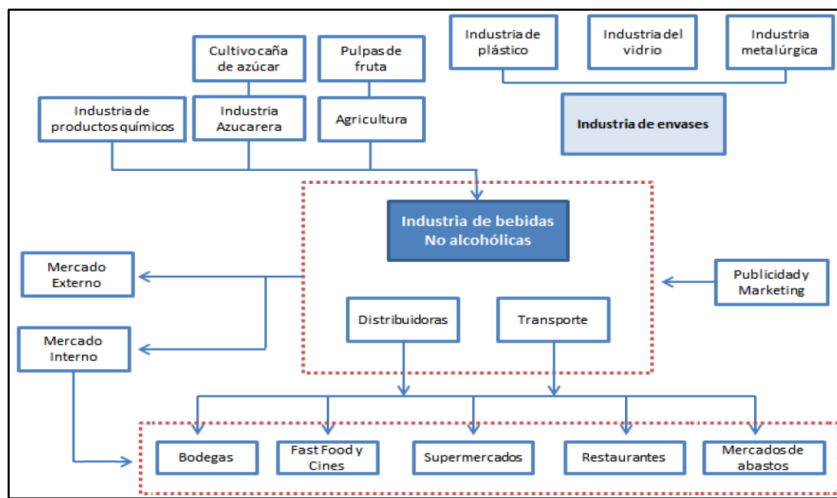 Cultivo caña
de azúcar
Pulpas de
fruta
Industria de
plástico
Industria del
vidrio
Industria
metalúrgica
Industria de
productos químicos
Industria
Azucarera
Agricultura
Industria de envases
Industria de bebidas
No alcohólicas
Mercado
Externo
Publicidad y
Marketing
Distribuidoras
Transporte
Mercado
Interno
Bodegas
Fast Food y
Cines
Supermercados
Restaurantes
Mercados de
abastos